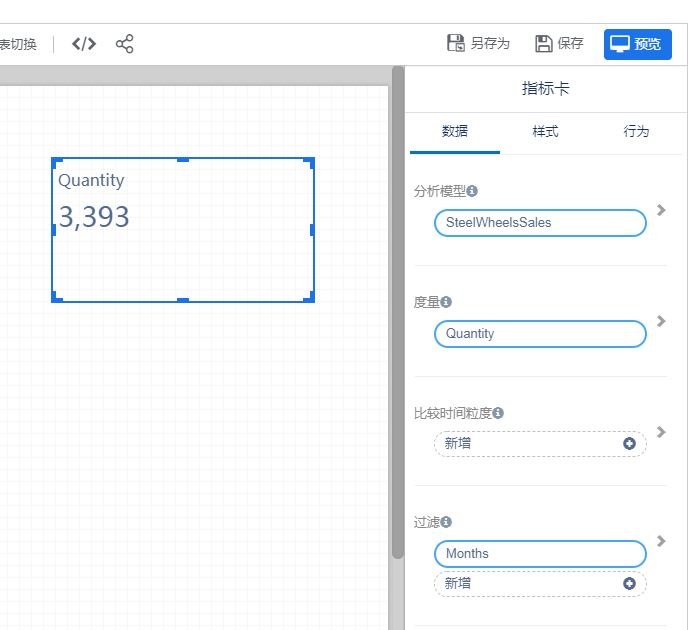 表切换
另存为
保存
预览
指标卡
数据
样式
行为
Quantity
3,393
分析模型
SteelWheelsSales
度量
Quantity
比较时间粒度
新增
过滤
Months
新增